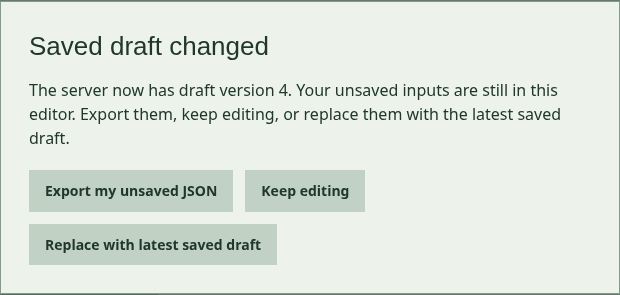 Saved draft changed
The server now has draft version 4. Your unsaved inputs are still in this
editor. Export them, keep editing, or replace them with the latest saved
draft.
Export my unsaved JSON Keep editing
Replace with latest saved draft